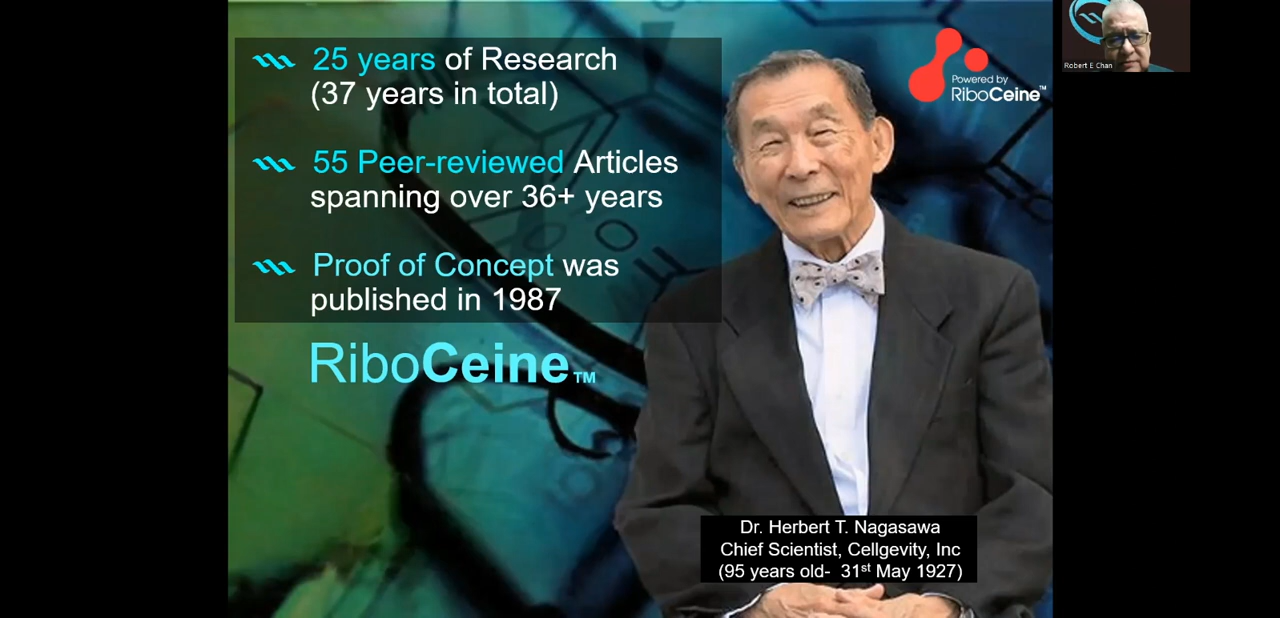 25 years of Research
(37 years in total)
55 Peer-reviewed Articles
spanning over 36+ years
Proof of Concept was
published in 1987
RiboCeine™
Powered by
RiboCeine™
Dr. Herbert T. Nagasawa
Chief Scientist, Cellgevity, Inc
(95 years old- 31st May 1927)
Robert E Chan